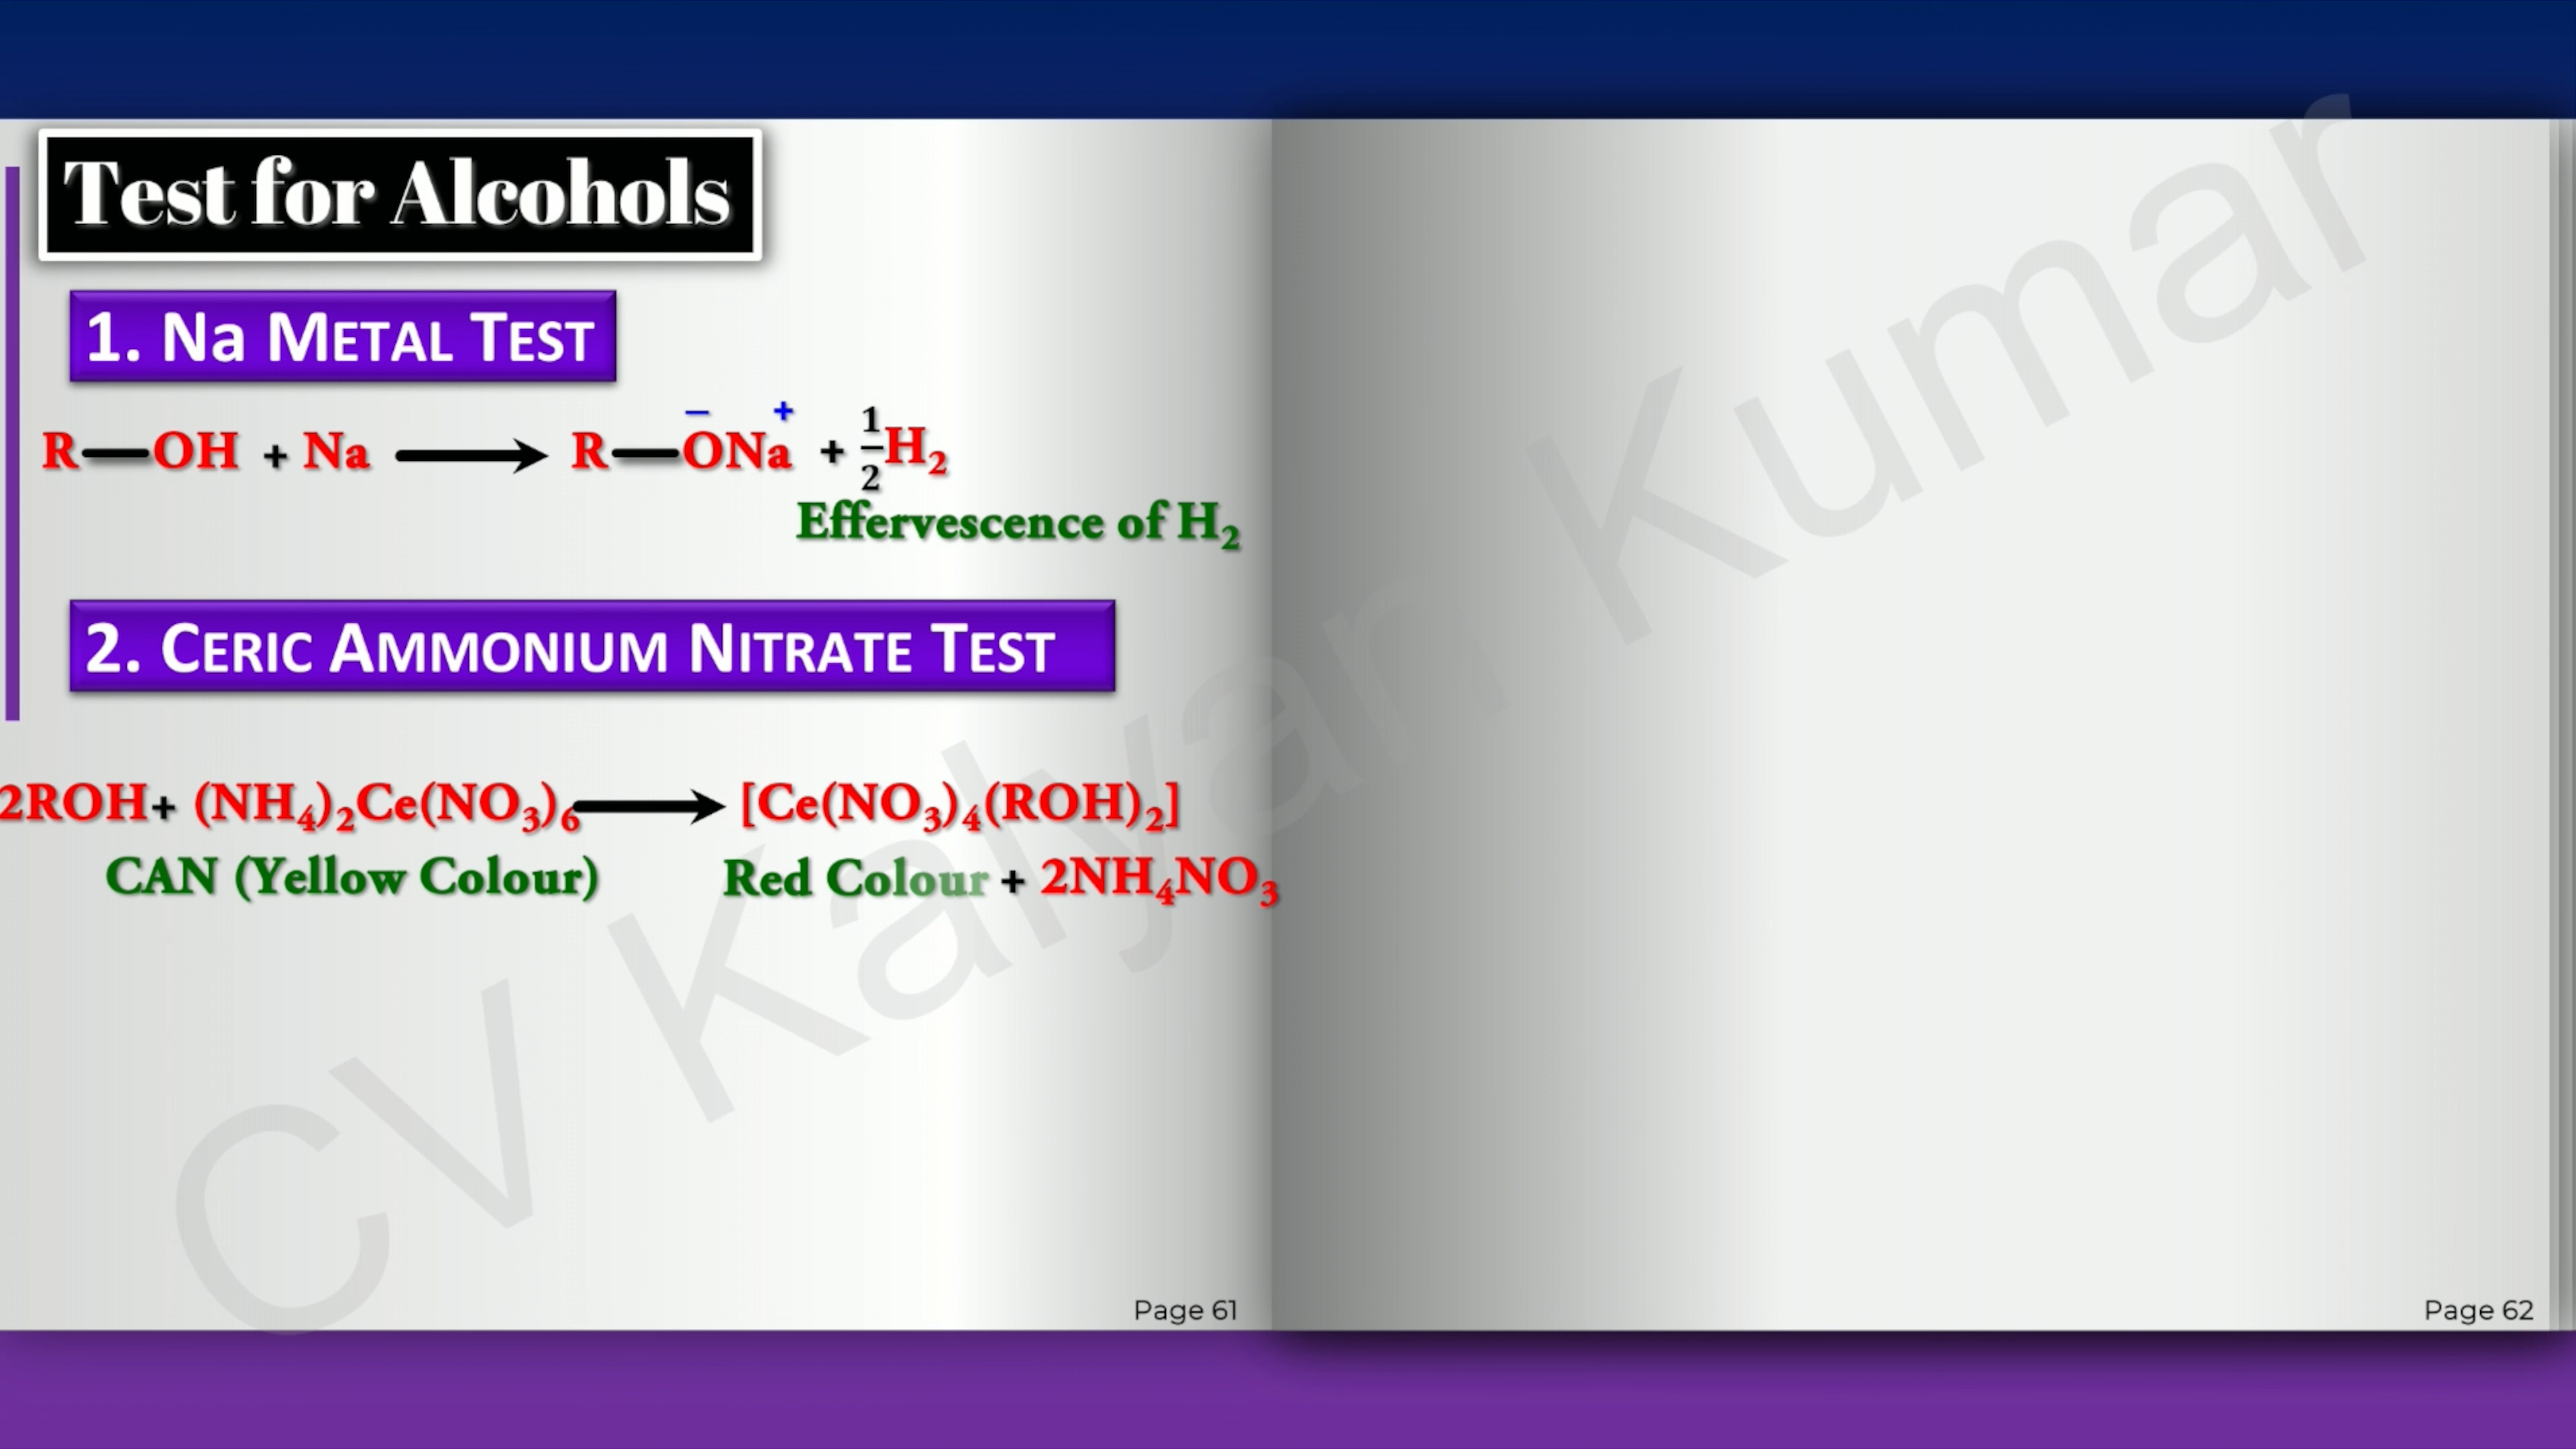 Test for Alcohols
1. Na METAL TEST
R—OH + Na ⟶ R—O⁻Na⁺ + ½H₂
Effervescence of H₂
2. CERIC AMMONIUM NITRATE TEST
2ROH+ (NH₄)₂Ce(NO₃)₆ ⟶ [Ce(NO₃)₄(ROH)₂]
CAN (Yellow Colour) Red Colour + 2NH₄NO₃
CV Kalyan Kumar
Page 61
Page 62